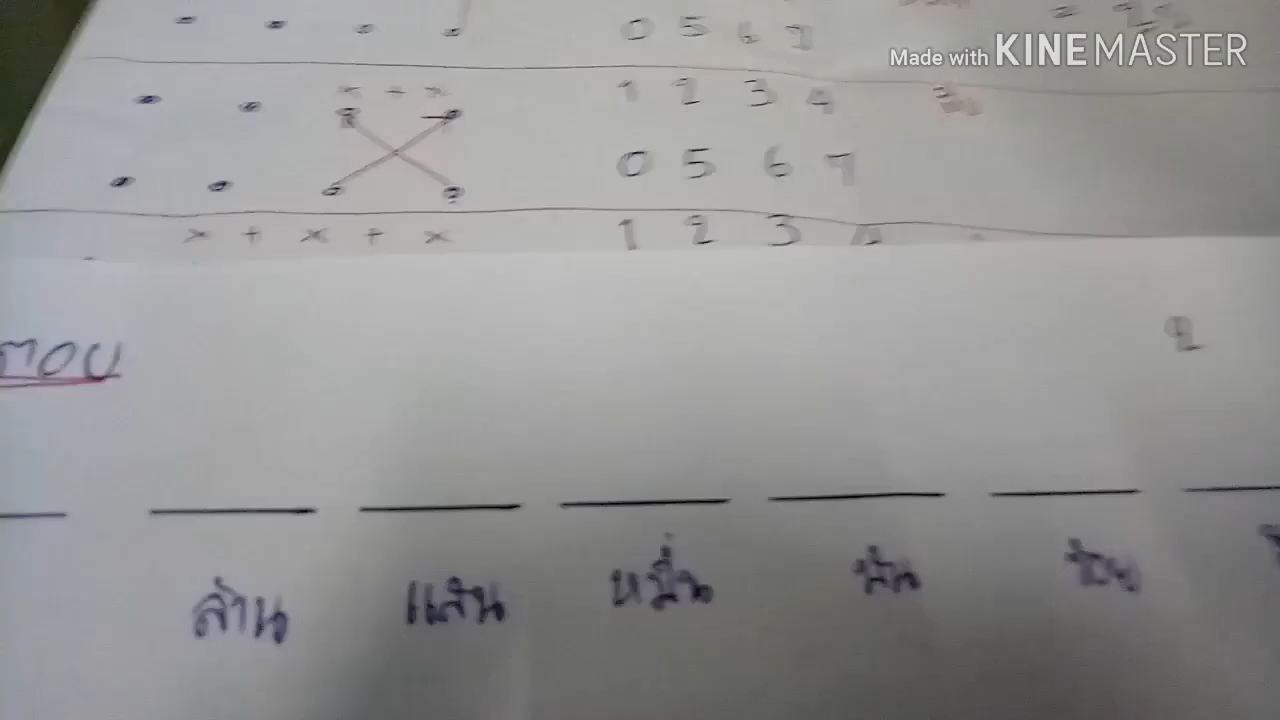 0 5 6 7
Made with KINEMASTER
x + x
1 2 3 4
0 5 6 7
x + x + x
1 2 3
ตอบ
2
ล้าน แสน หมื่น พัน ร้อย